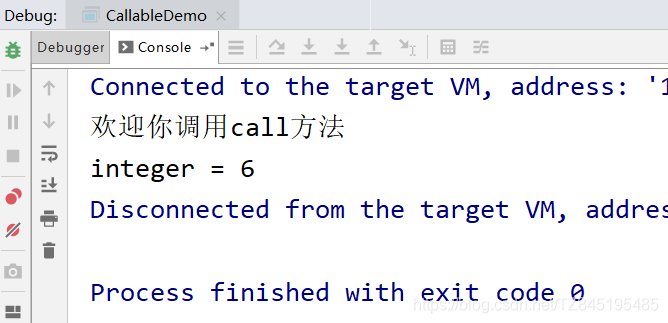 Debug: CallableDemo ×
Debugger Console
Connected to the target VM, address: '1
欢迎你调用call方法
integer = 6
Disconnected from the target VM, addres
Process finished with exit code 0
https://blog.csdn.net/TZ845195485